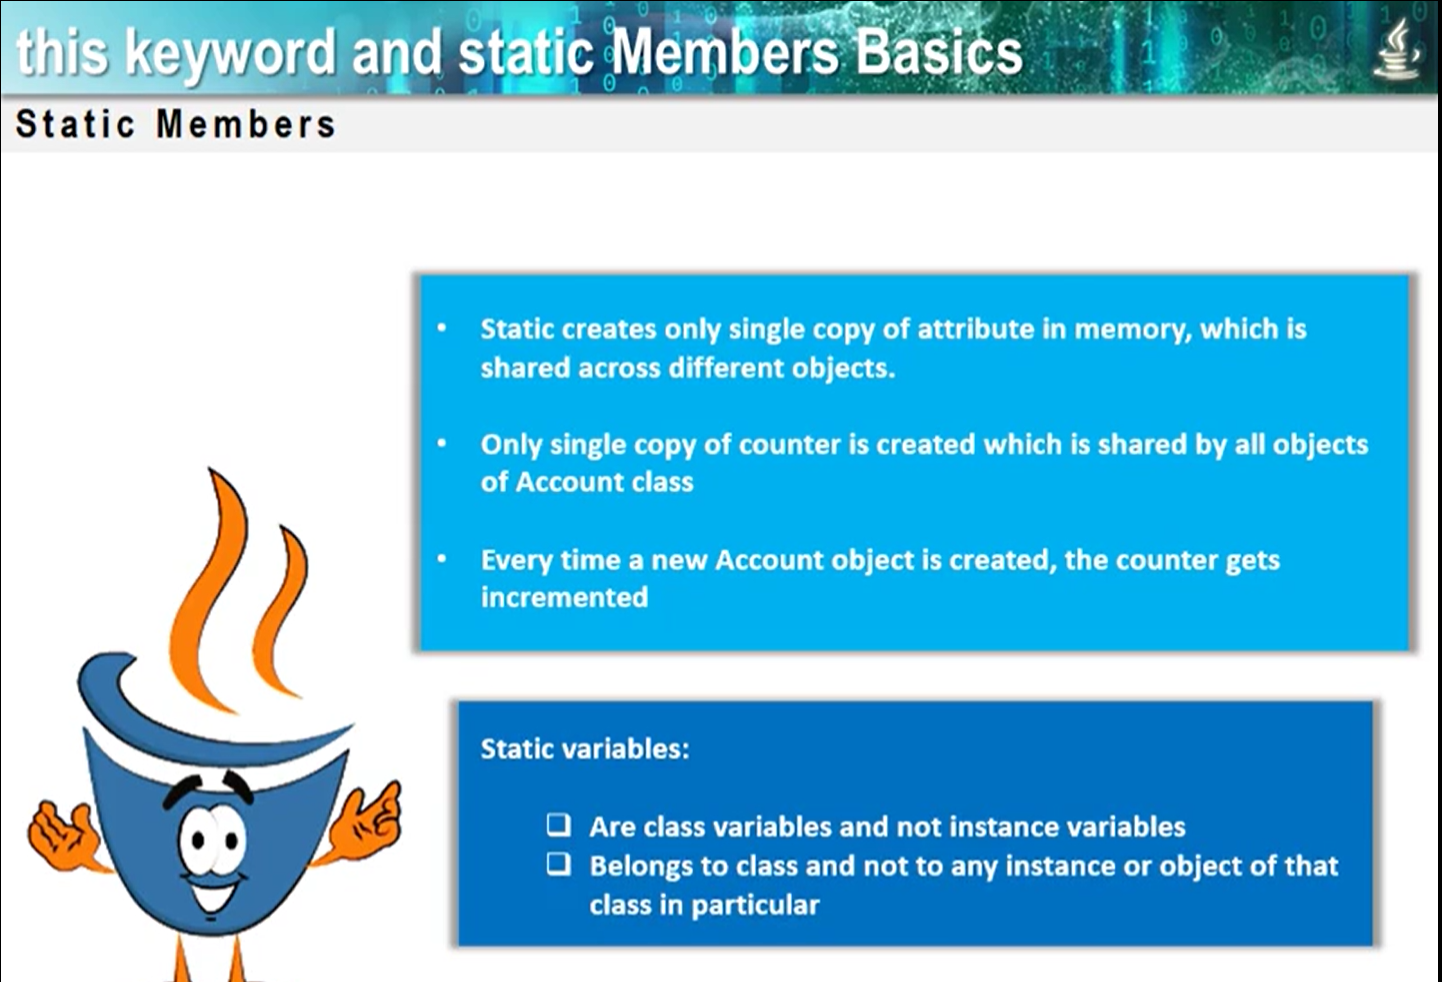 this keyword and static Members Basics
Static Members
• Static creates only single copy of attribute in memory, which is
shared across different objects.
• Only single copy of counter is created which is shared by all objects
of Account class
• Every time a new Account object is created, the counter gets
incremented
Static variables:
❑ Are class variables and not instance variables
❑ Belongs to class and not to any instance or object of that
class in particular